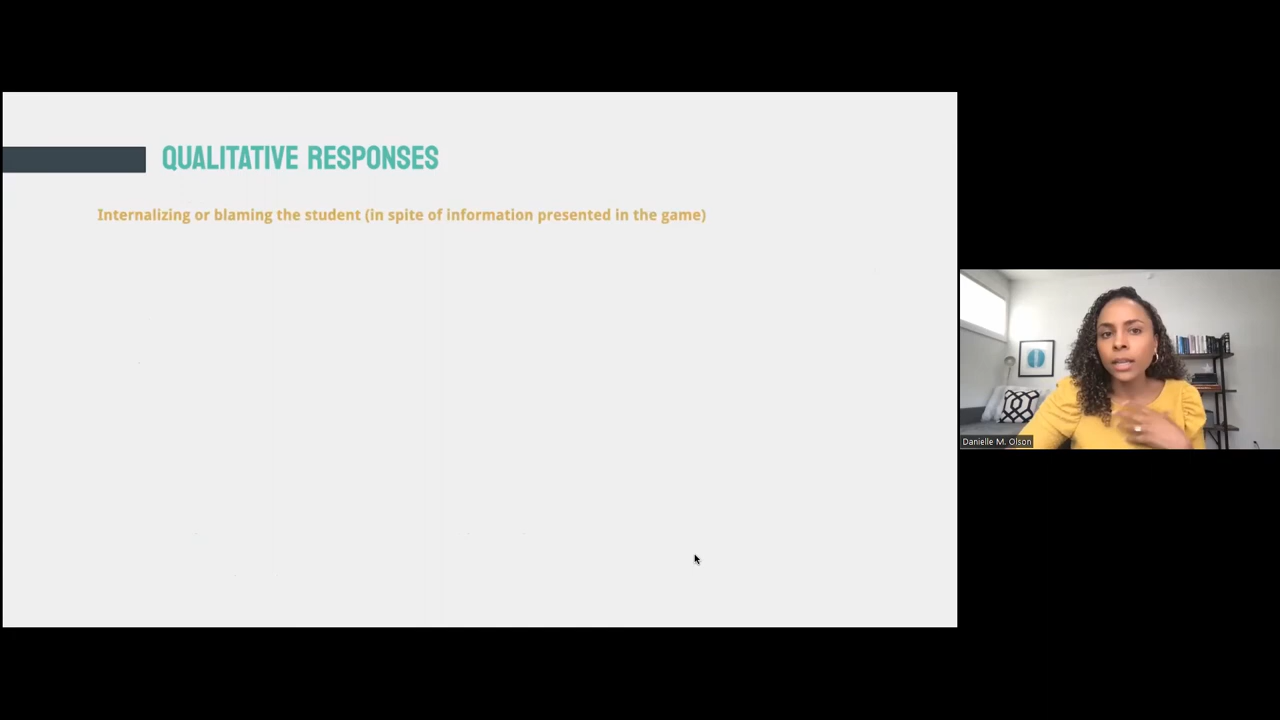 QUALITATIVE RESPONSES
Internalizing or blaming the student (in spite of information presented in the game)
Danielle M. Olson